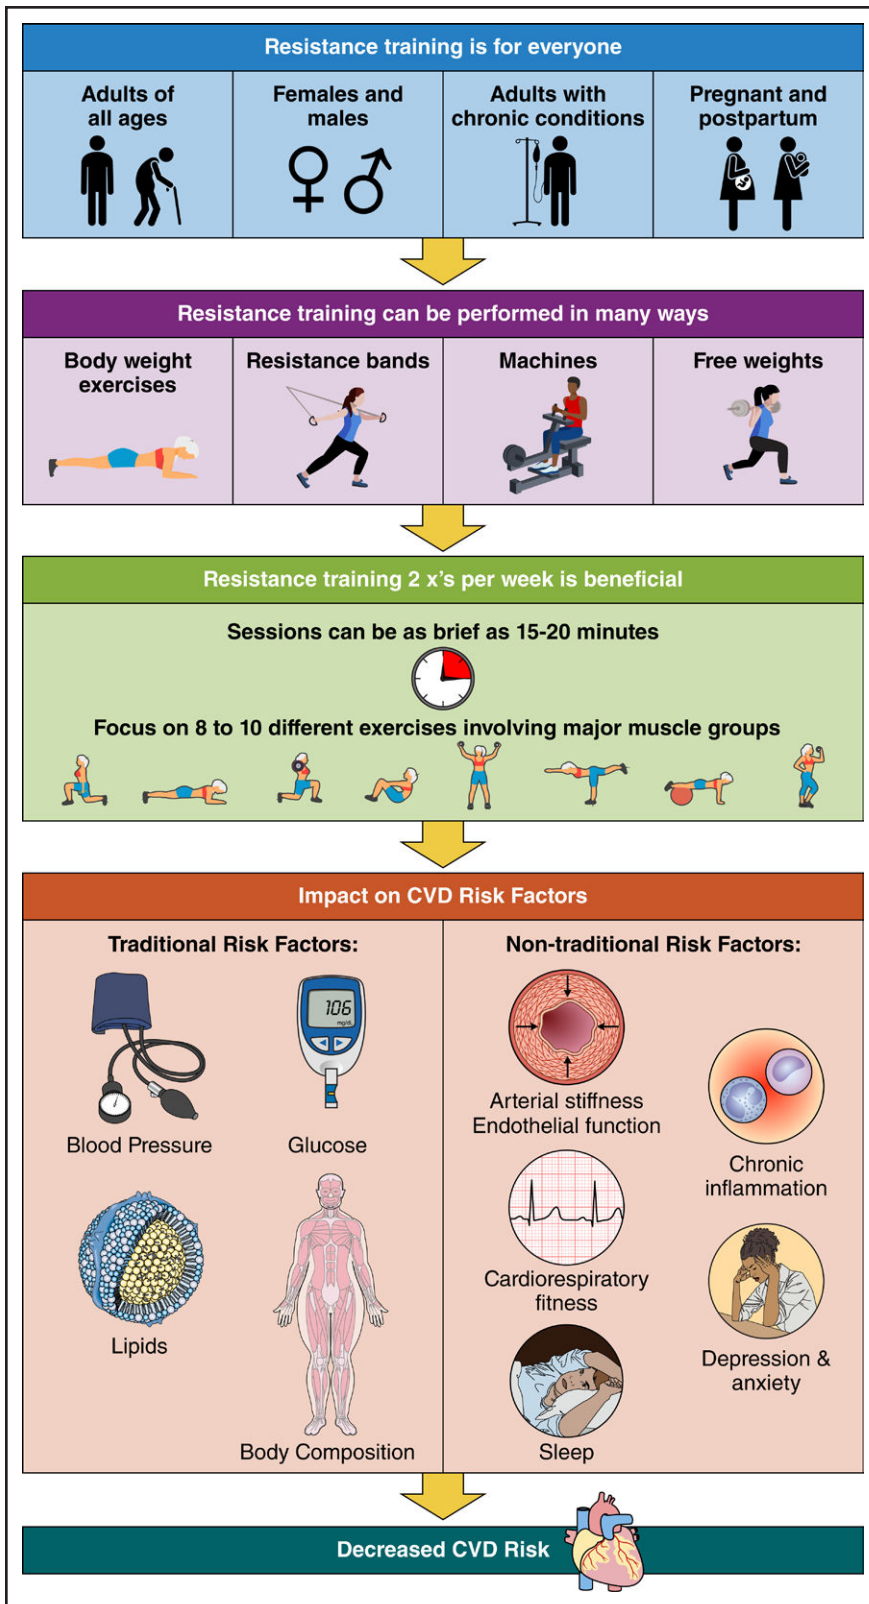 Resistance training is for everyone
Adults of
all ages
Females and
males
Adults with
chronic conditions
Pregnant and
postpartum
Resistance training can be performed in many ways
Body weight
exercises
Resistance bands
Machines
Free weights
Resistance training 2 x's per week is beneficial
Sessions can be as brief as 15-20 minutes
Focus on 8 to 10 different exercises involving major muscle groups
Impact on CVD Risk Factors
Traditional Risk Factors:
106
mg/dL
Blood Pressure
Glucose
Lipids
Body Composition
Non-traditional Risk Factors:
Arterial stiffness
Endothelial function
Chronic
inflammation
Cardiorespiratory
fitness
Depression &
anxiety
Sleep
Decreased CVD Risk